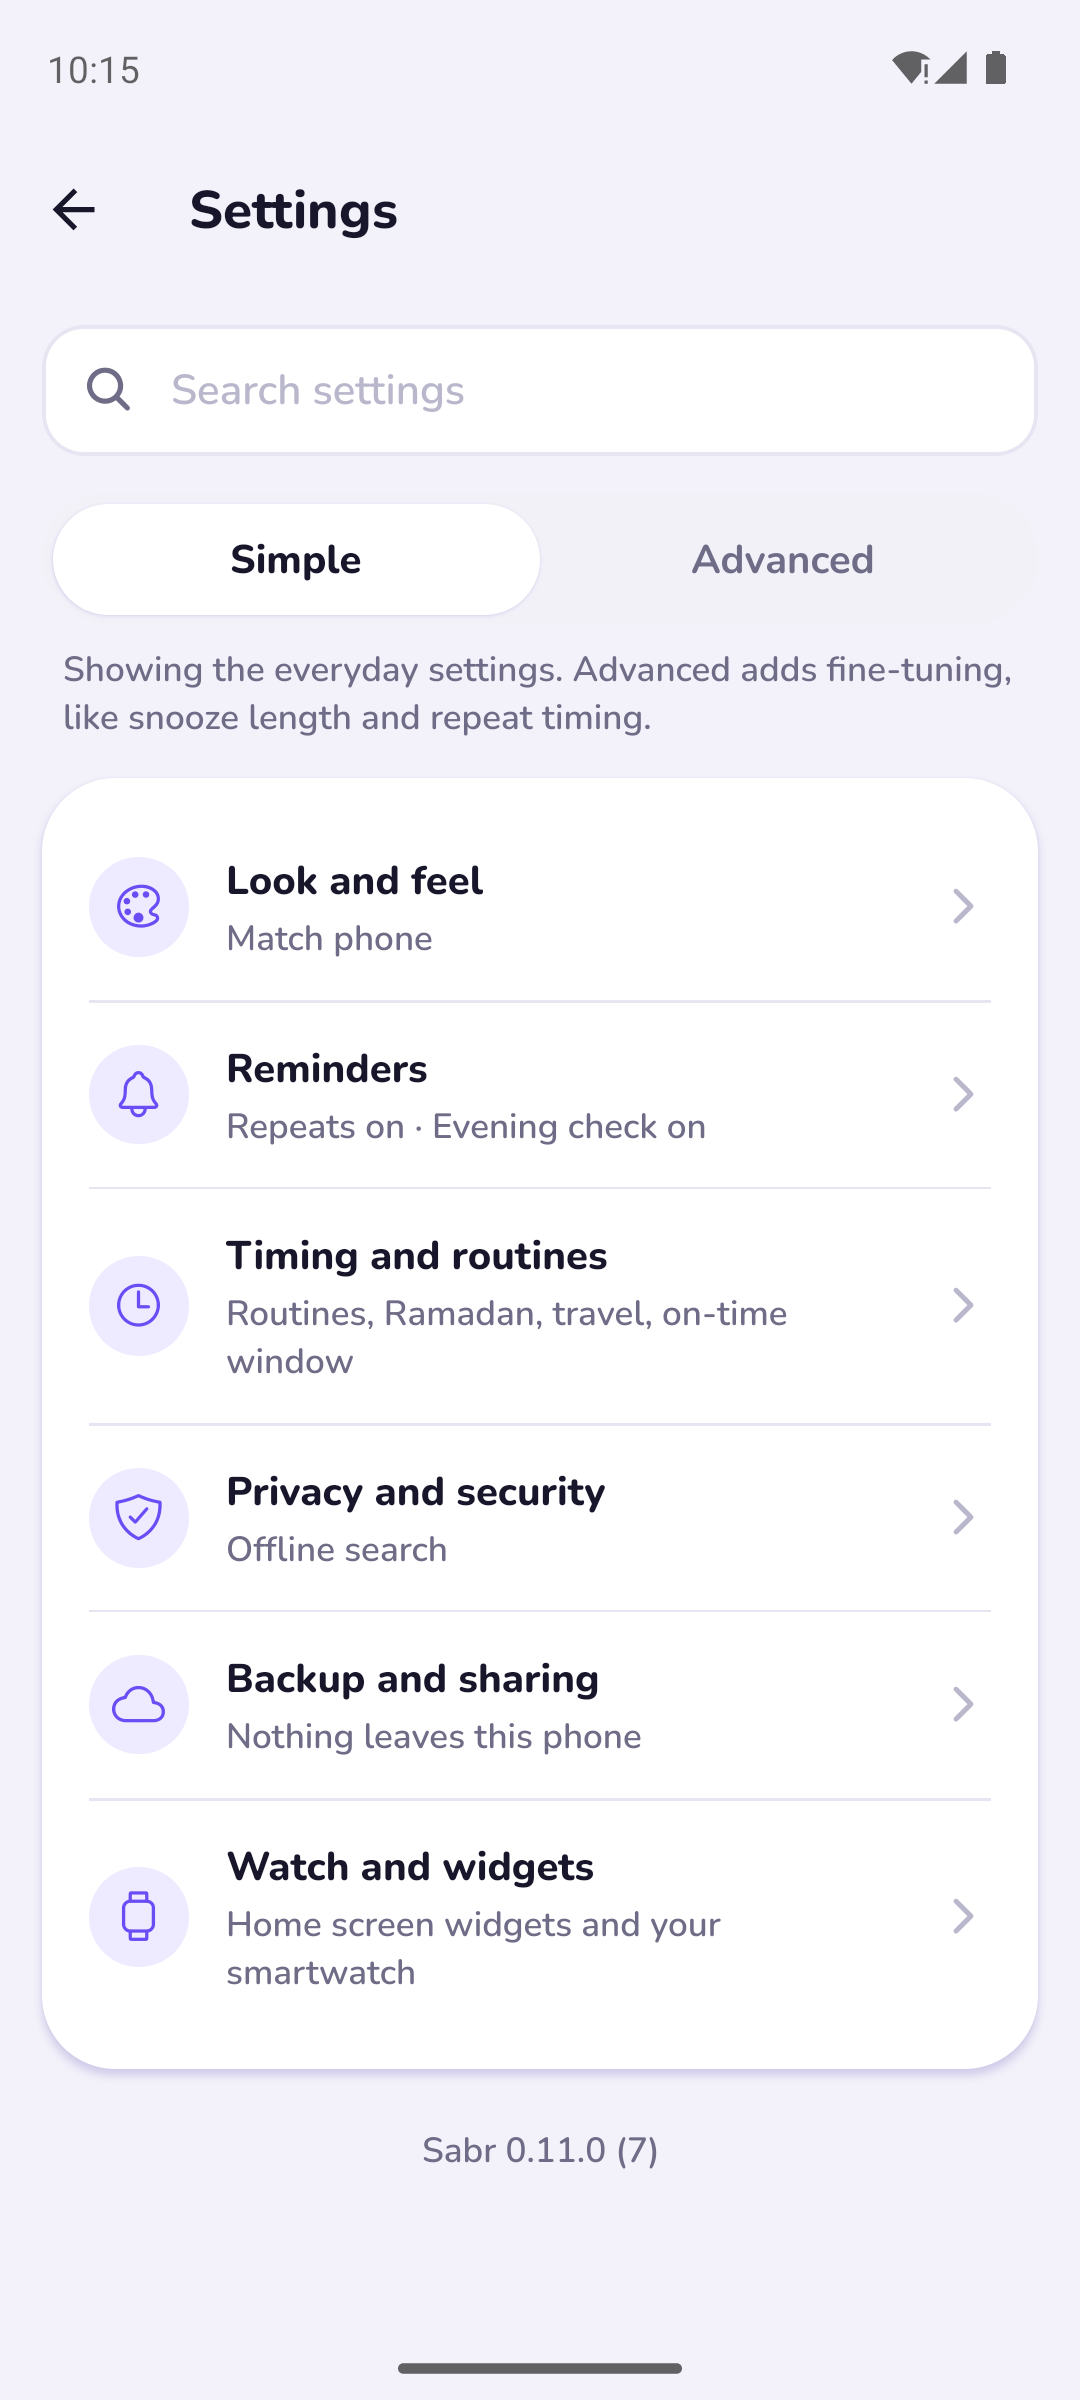 10:15
Settings
Search settings
Simple
Advanced
Showing the everyday settings. Advanced adds fine-tuning,
like snooze length and repeat timing.
Look and feel
Match phone
Reminders
Repeats on · Evening check on
Timing and routines
Routines, Ramadan, travel, on-time
window
Privacy and security
Offline search
Backup and sharing
Nothing leaves this phone
Watch and widgets
Home screen widgets and your
smartwatch
Sabr 0.11.0 (7)